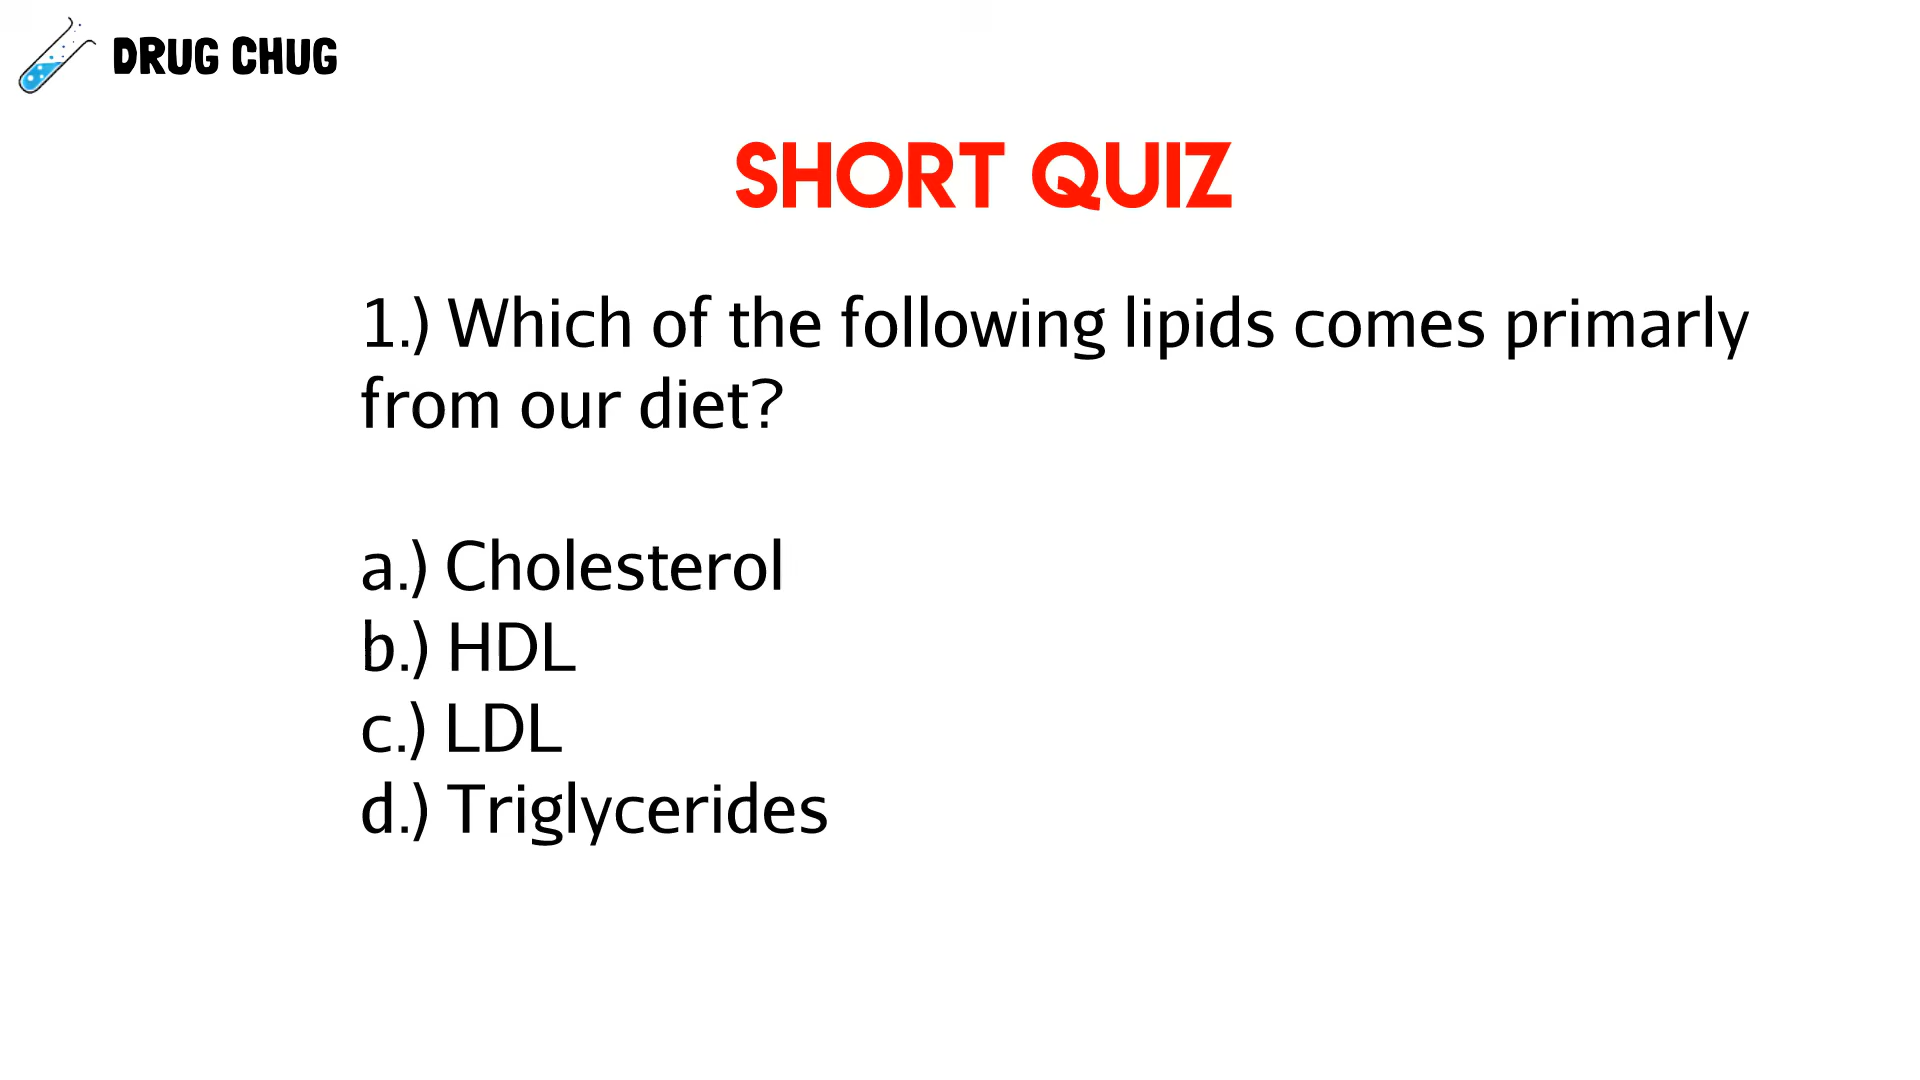 DRUG CHUG
SHORT QUIZ
1.) Which of the following lipids comes primarly
from our diet?
a.) Cholesterol
b.) HDL
c.) LDL
d.) Triglycerides